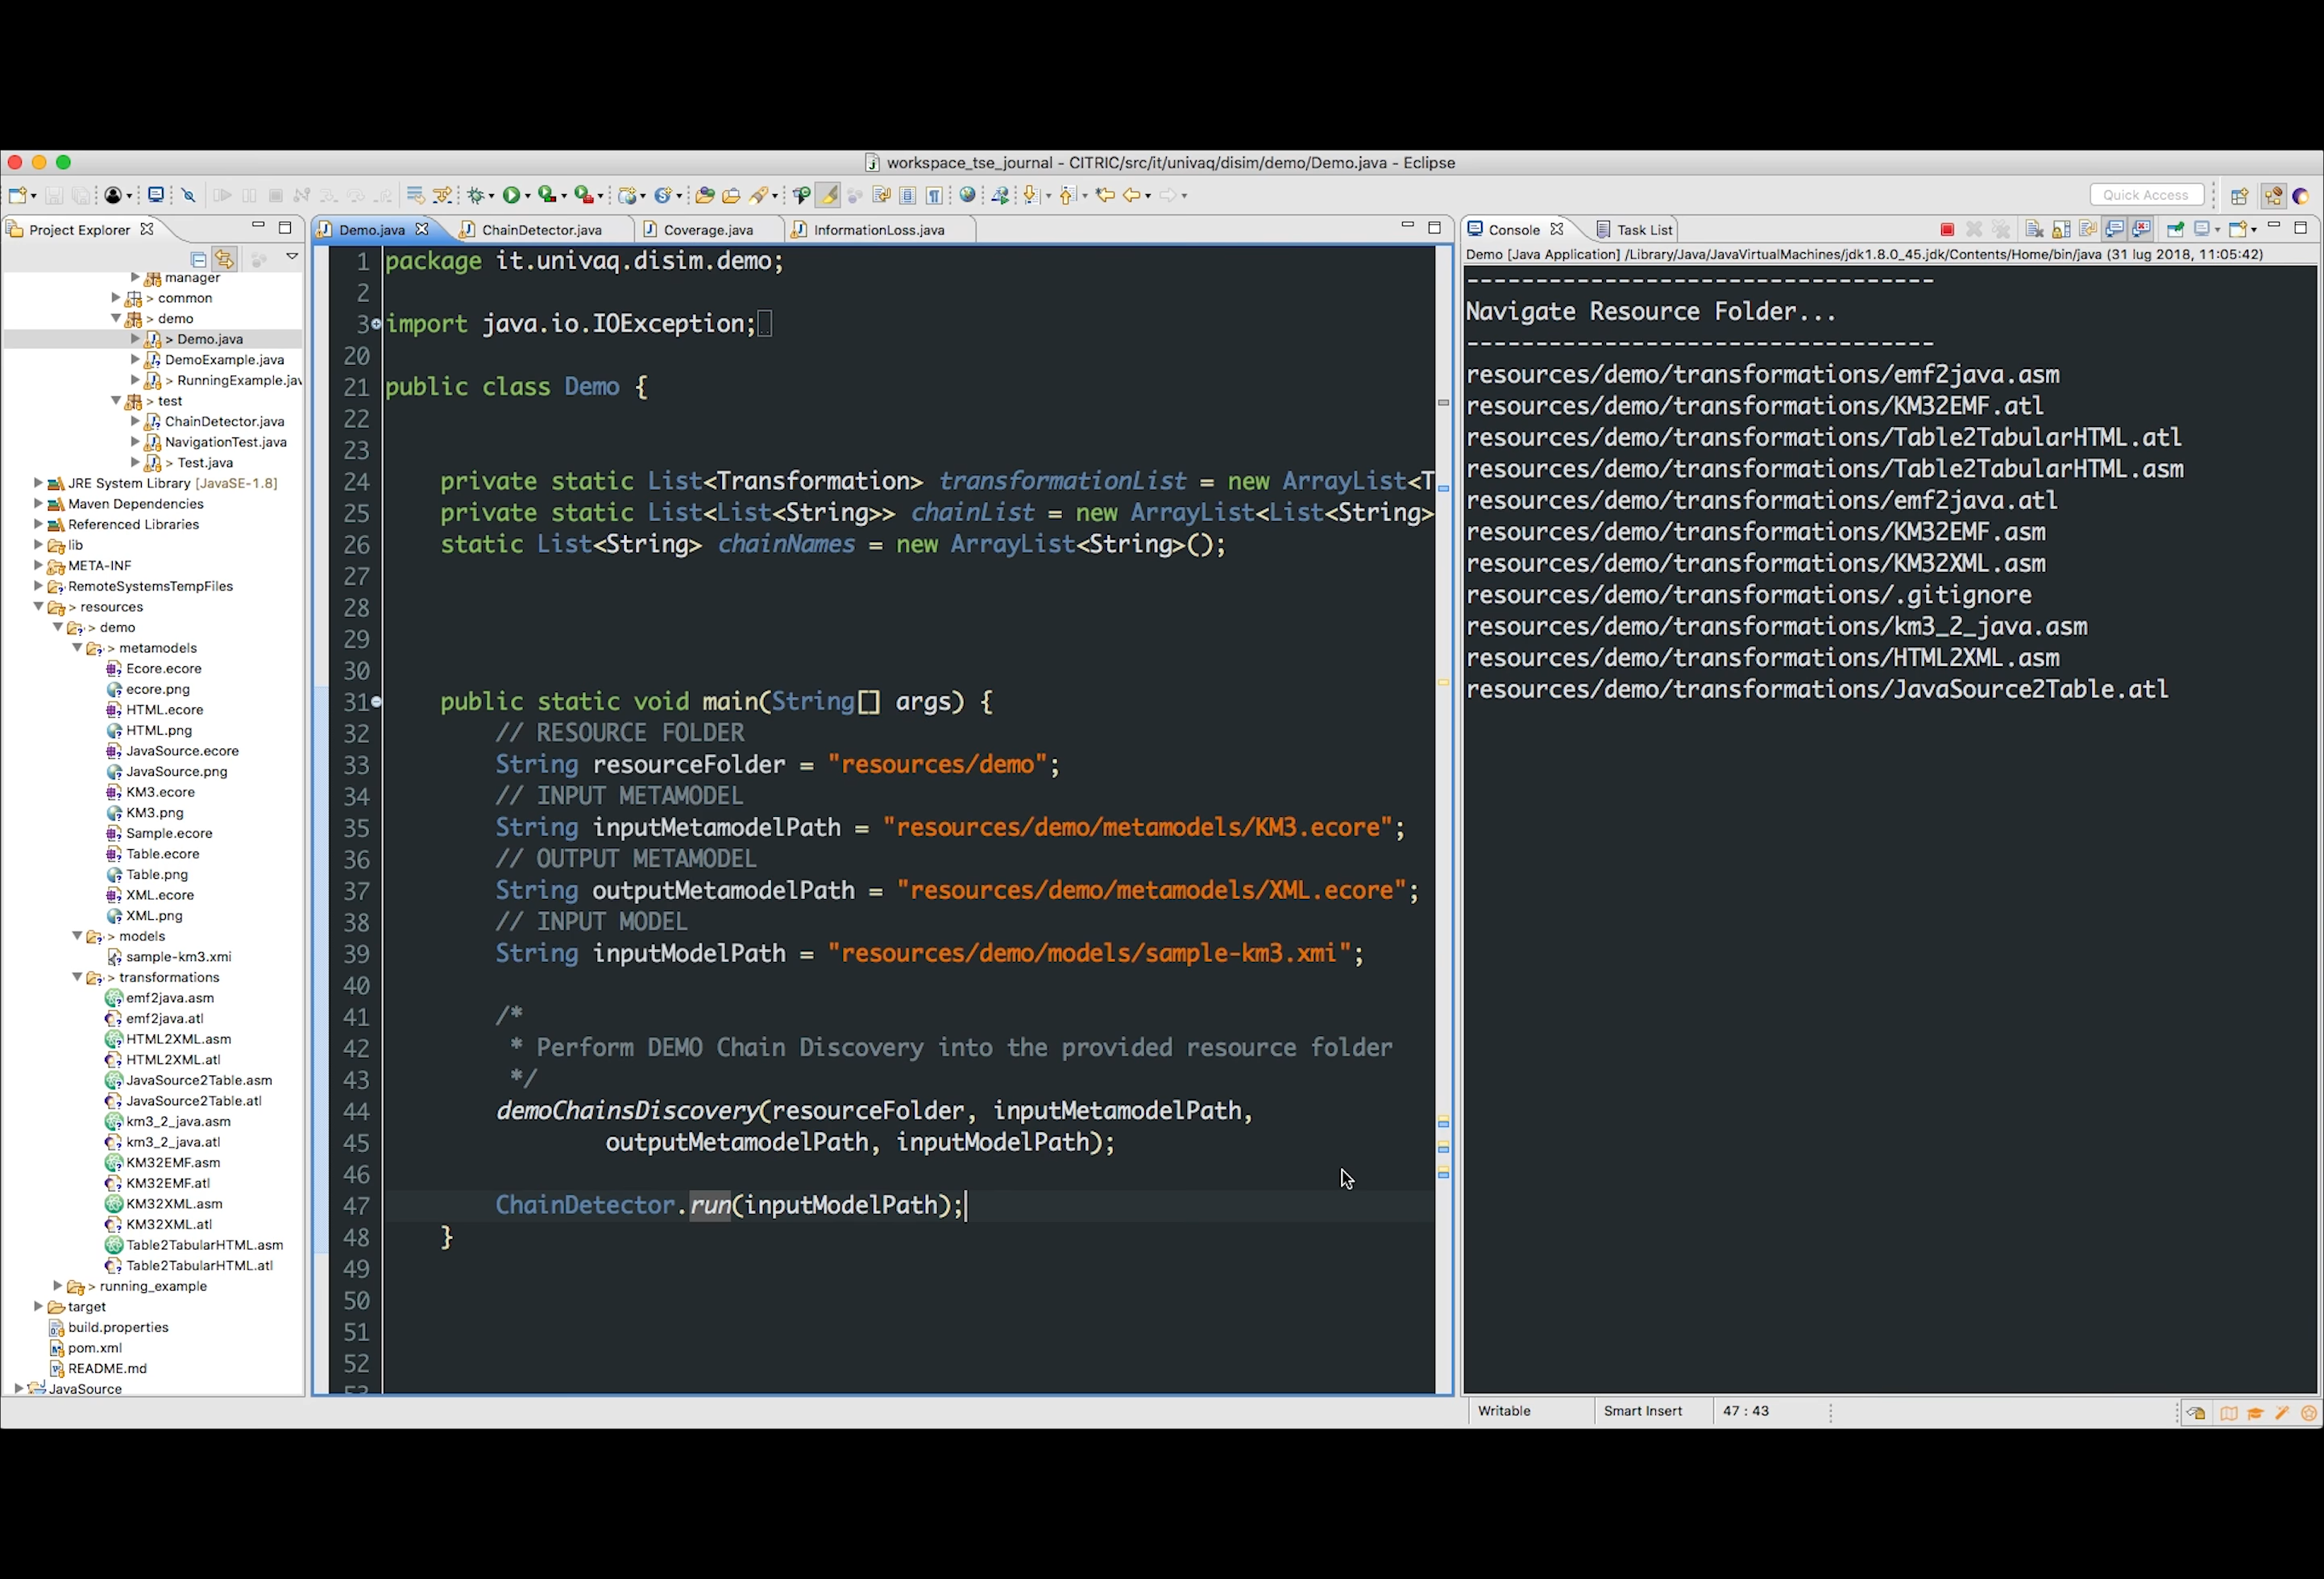 workspace_tse_journal - CITRIC/src/it/univaq/disim/demo/Demo.java - Eclipse
Quick Access
Project Explorer
manager
> common
> demo
> Demo.java
DemoExample.java
> RunningExample.jav
> test
ChainDetector.java
NavigationTest.java
> Test.java
JRE System Library [JavaSE-1.8]
Maven Dependencies
Referenced Libraries
lib
META-INF
RemoteSystemsTempFiles
> resources
> demo
> metamodels
Ecore.ecore
ecore.png
HTML.ecore
HTML.png
JavaSource.ecore
JavaSource.png
KM3.ecore
KM3.png
Sample.ecore
Table.ecore
Table.png
XML.ecore
XML.png
> models
sample-km3.xmi
> transformations
emf2java.asm
emf2java.atl
HTML2XML.asm
HTML2XML.atl
JavaSource2Table.asm
JavaSource2Table.atl
km3_2_java.asm
km3_2_java.atl
KM32EMF.asm
KM32EMF.atl
KM32XML.asm
KM32XML.atl
Table2TabularHTML.asm
Table2TabularHTML.atl
> running_example
target
build.properties
pom.xml
README.md
JavaSource
Demo.java
ChainDetector.java
Coverage.java
InformationLoss.java
1 package it.univaq.disim.demo;
2
3 import java.io.IOException;
20
21 public class Demo {
22
23
24 private static List<Transformation> transformationList = new ArrayList<T
25 private static List<List<String>> chainList = new ArrayList<List<String>
26 static List<String> chainNames = new ArrayList<String>();
27
28
29
30
31 public static void main(String[] args) {
32 // RESOURCE FOLDER
33 String resourceFolder = "resources/demo";
34 // INPUT METAMODEL
35 String inputMetamodelPath = "resources/demo/metamodels/KM3.ecore";
36 // OUTPUT METAMODEL
37 String outputMetamodelPath = "resources/demo/metamodels/XML.ecore";
38 // INPUT MODEL
39 String inputModelPath = "resources/demo/models/sample-km3.xmi";
40
41 /*
42 * Perform DEMO Chain Discovery into the provided resource folder
43 */
44 demoChainsDiscovery(resourceFolder, inputMetamodelPath,
45 outputMetamodelPath, inputModelPath);
46
47 ChainDetector.run(inputModelPath);
48 }
49
50
51
52
53
Console
Task List
Demo [Java Application] /Library/Java/JavaVirtualMachines/jdk1.8.0_45.jdk/Contents/Home/bin/java (31 lug 2018, 11:05:42)
----------------------------------
Navigate Resource Folder...
----------------------------------
resources/demo/transformations/emf2java.asm
resources/demo/transformations/KM32EMF.atl
resources/demo/transformations/Table2TabularHTML.atl
resources/demo/transformations/Table2TabularHTML.asm
resources/demo/transformations/emf2java.atl
resources/demo/transformations/KM32EMF.asm
resources/demo/transformations/KM32XML.asm
resources/demo/transformations/.gitignore
resources/demo/transformations/km3_2_java.asm
resources/demo/transformations/HTML2XML.asm
resources/demo/transformations/JavaSource2Table.atl
Writable
Smart Insert
47 : 43